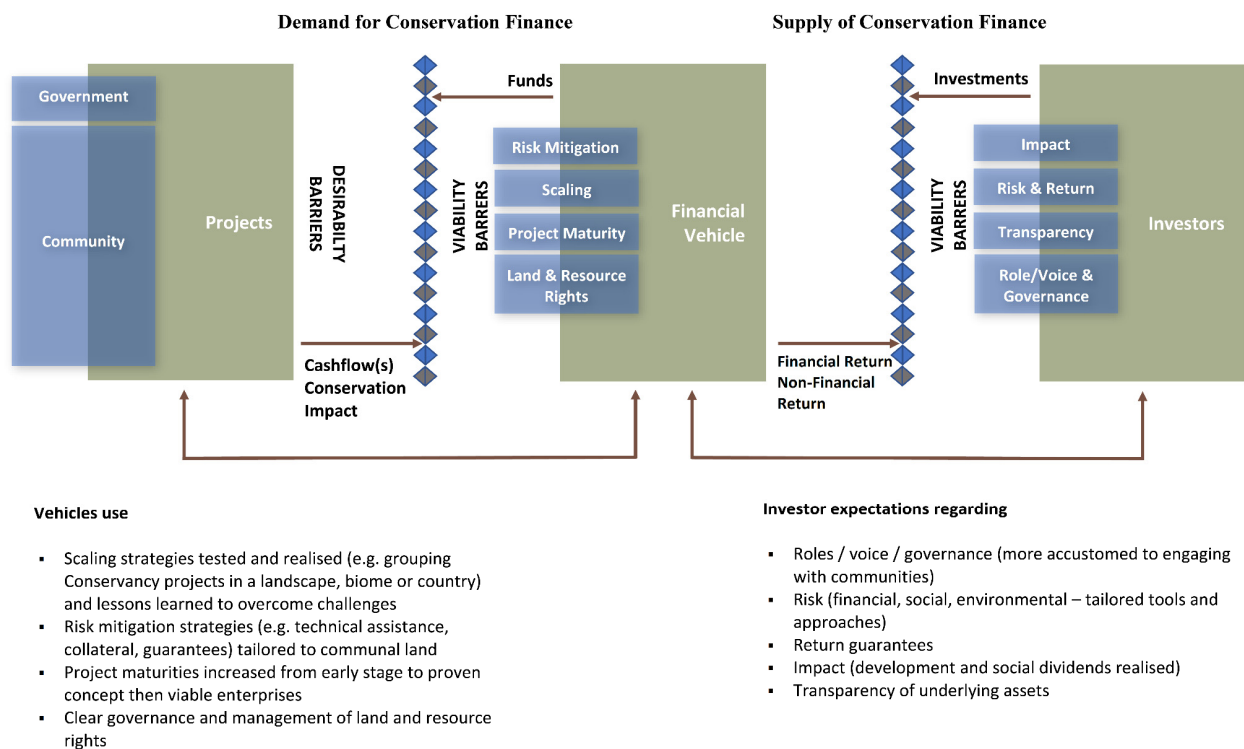 Demand for Conservation Finance
Supply of Conservation Finance
Government
Community
Projects
DESIRABILTY
BARRIERS
Cashflow(s)
Conservation
Impact
Funds
VIABILITY
BARRERS
Risk Mitigation
Scaling
Project Maturity
Land & Resource
Rights
Financial
Vehicle
Financial Return
Non-Financial
Return
Investments
VIABILITY
BARRERS
Impact
Risk & Return
Transparency
Role/Voice &
Governance
Investors
Vehicles use
▪ Scaling strategies tested and realised (e.g. grouping
Conservancy projects in a landscape, biome or country)
and lessons learned to overcome challenges
▪ Risk mitigation strategies (e.g. technical assistance,
collateral, guarantees) tailored to communal land
▪ Project maturities increased from early stage to proven
concept then viable enterprises
▪ Clear governance and management of land and resource
rights
Investor expectations regarding
▪ Roles / voice / governance (more accustomed to engaging
with communities)
▪ Risk (financial, social, environmental – tailored tools and
approaches)
▪ Return guarantees
▪ Impact (development and social dividends realised)
▪ Transparency of underlying assets